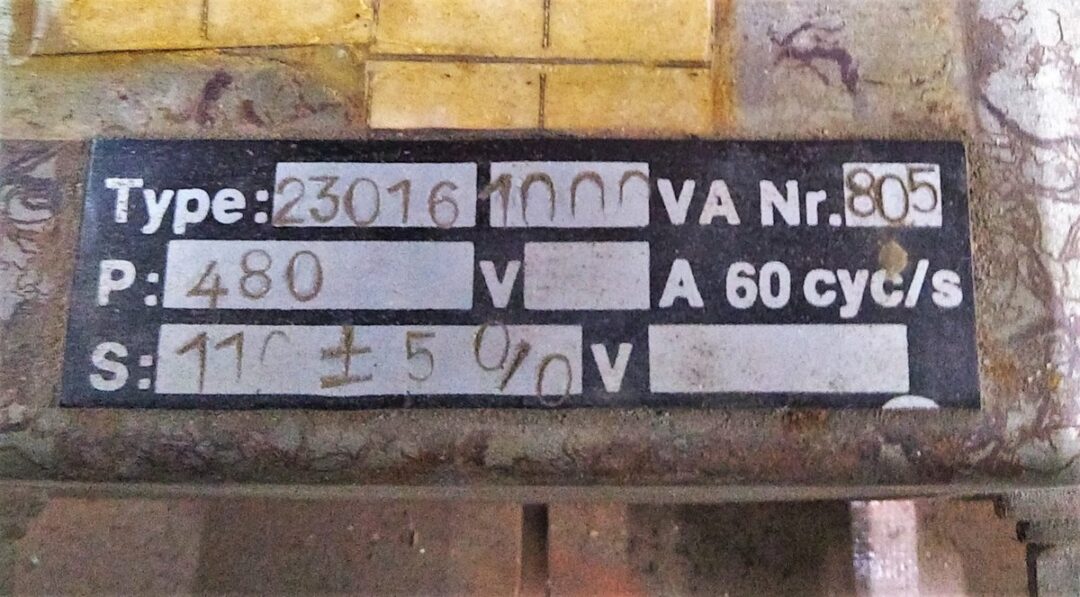 Type: 23016 1000 VA Nr. 805
P: 480 V A 60 cyc/s
S: 110 ± 5 % V